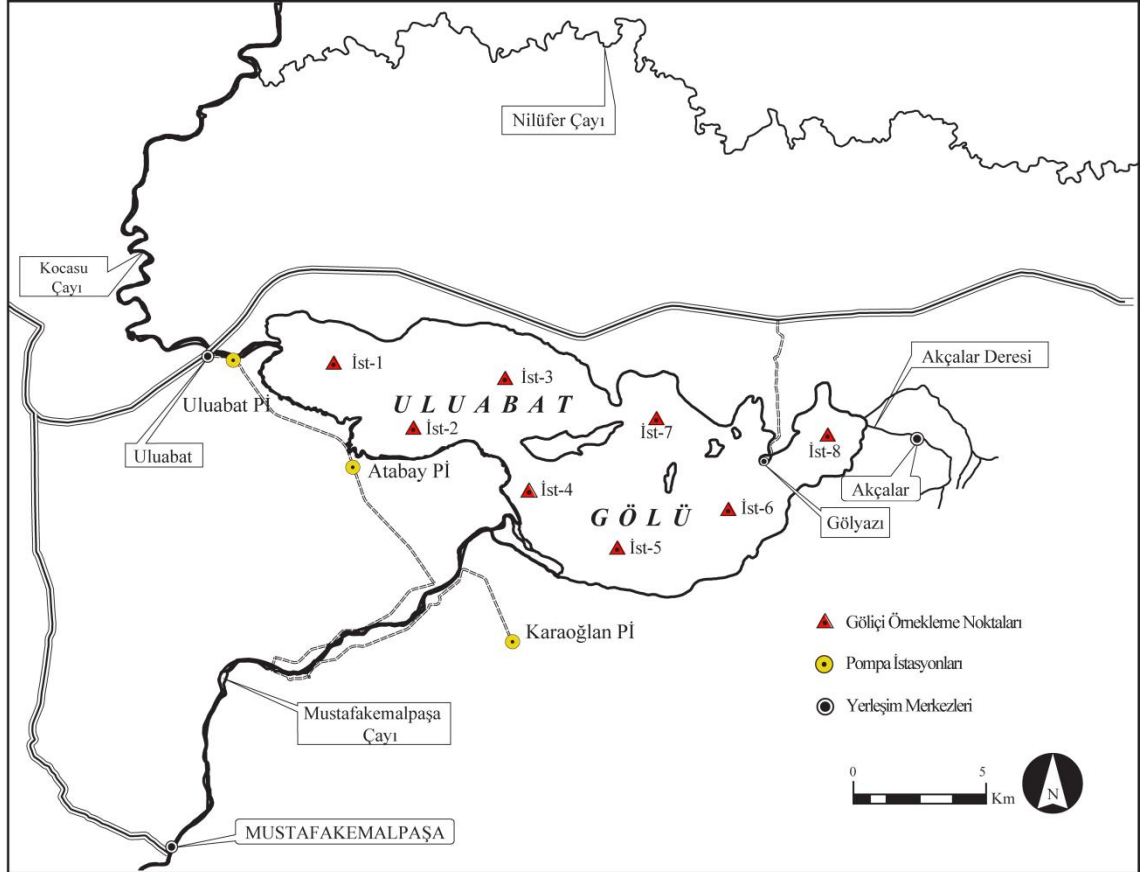 Nilüfer Çayı
Kocasu
Çayı
Akçalar Deresi
İst-1
İst-3
ULUABAT
Uluabat Pİ
İst-2
İst-7
İst-8
Uluabat
Atabay Pİ
İst-4
Akçalar
GÖLÜ
İst-6
Gölyazı
İst-5
Karaoğlan Pİ
Göliçi Örnekleme Noktaları
Pompa İstasyonları
Yerleşim Merkezleri
Mustafakemalpaşa
Çayı
0 5
Km
N
MUSTAFAKEMALPAŞA